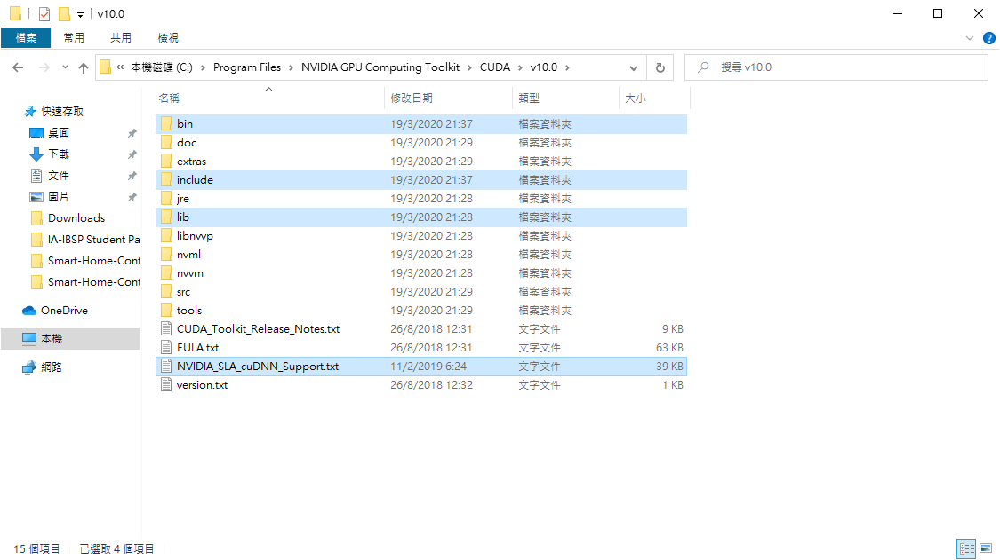 v10.0
檔案 常用 共用 檢視
« 本機磁碟 (C:) › Program Files › NVIDIA GPU Computing Toolkit › CUDA › v10.0 › 搜尋 v10.0
快速存取
桌面
下載
文件
圖片
Downloads
IA-IBSP Student Pa
Smart-Home-Cont
Smart-Home-Cont
OneDrive
本機
網路
名稱 修改日期 類型 大小
bin 19/3/2020 21:37 檔案資料夾
doc 19/3/2020 21:29 檔案資料夾
extras 19/3/2020 21:29 檔案資料夾
include 19/3/2020 21:37 檔案資料夾
jre 19/3/2020 21:28 檔案資料夾
lib 19/3/2020 21:28 檔案資料夾
libnvvp 19/3/2020 21:28 檔案資料夾
nvml 19/3/2020 21:28 檔案資料夾
nvvm 19/3/2020 21:28 檔案資料夾
src 19/3/2020 21:29 檔案資料夾
tools 19/3/2020 21:29 檔案資料夾
CUDA_Toolkit_Release_Notes.txt 26/8/2018 12:31 文字文件 9 KB
EULA.txt 26/8/2018 12:31 文字文件 63 KB
NVIDIA_SLA_cuDNN_Support.txt 11/2/2019 6:24 文字文件 39 KB
version.txt 26/8/2018 12:32 文字文件 1 KB
15 個項目 已選取 4 個項目